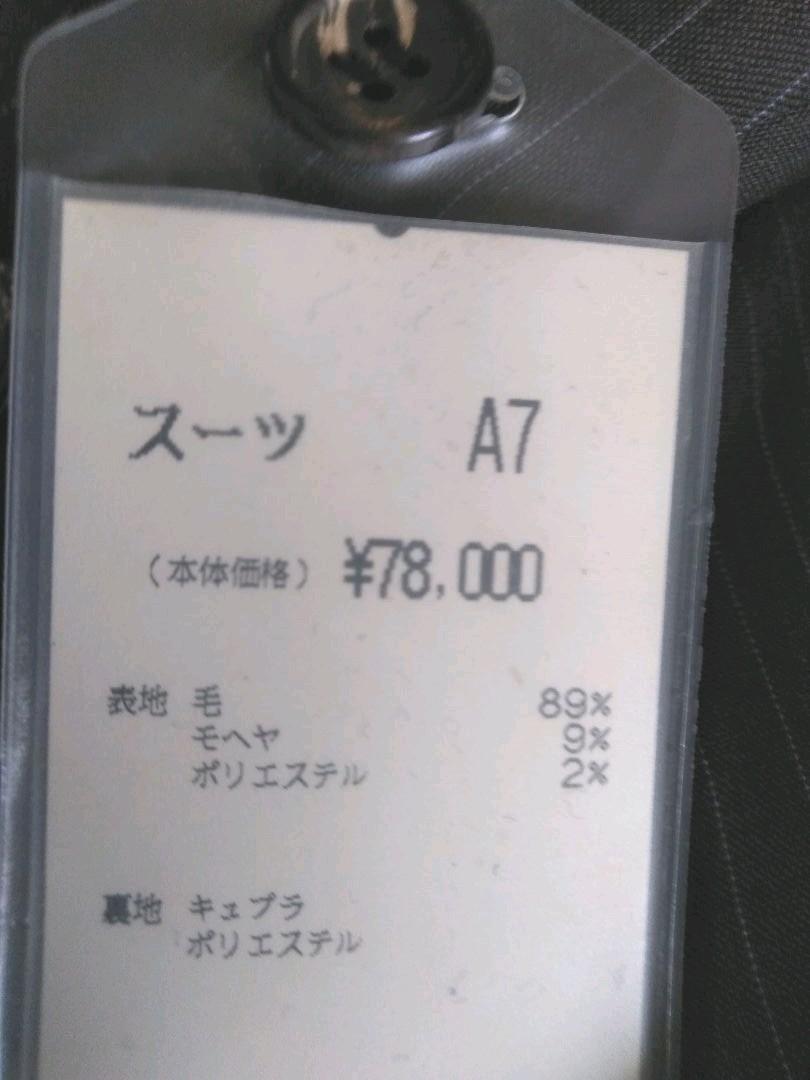 スーツ A7
（本体価格） ¥78,000
表地 毛 89%
モヘヤ 9%
ポリエステル 2%
裏地 キュプラ
ポリエステル